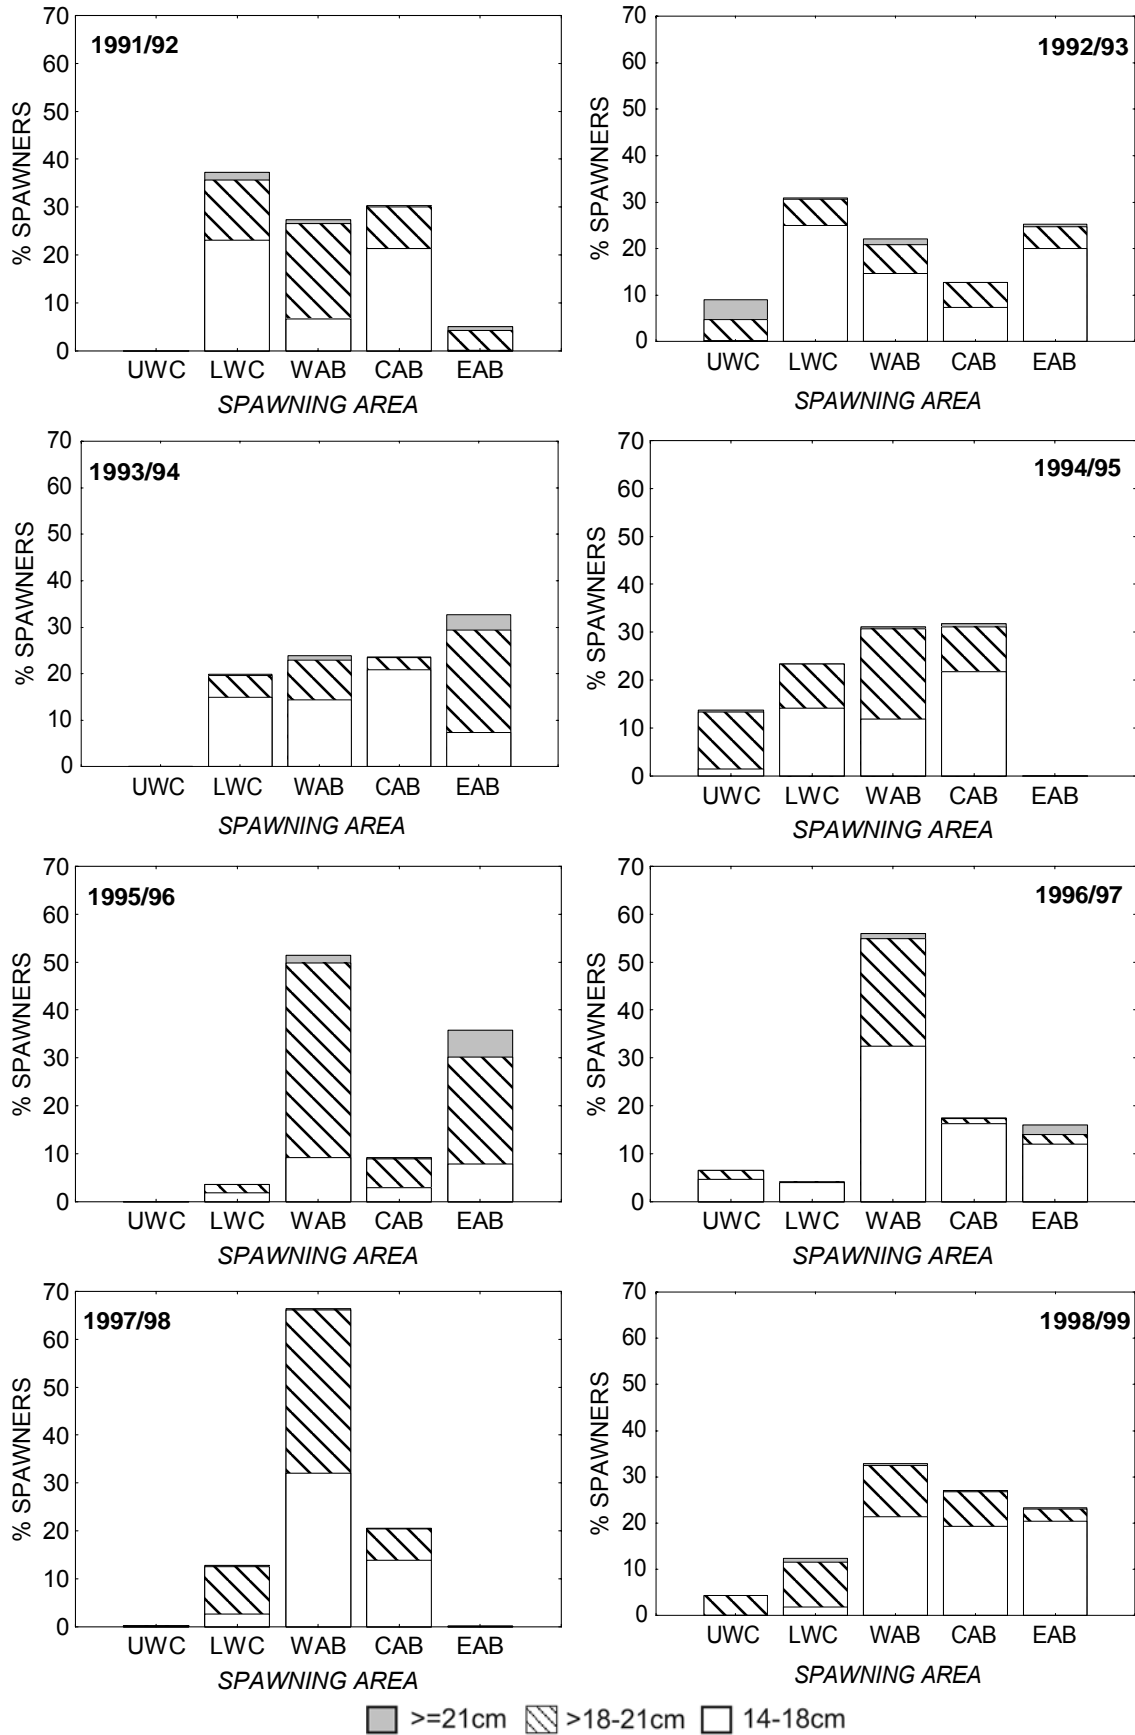 1991/92
% SPAWNERS
70
60
50
40
30
20
10
0
UWC LWC WAB CAB EAB
SPAWNING AREA
1992/93
% SPAWNERS
70
60
50
40
30
20
10
0
UWC LWC WAB CAB EAB
SPAWNING AREA
1993/94
% SPAWNERS
70
60
50
40
30
20
10
0
UWC LWC WAB CAB EAB
SPAWNING AREA
1994/95
% SPAWNERS
70
60
50
40
30
20
10
0
UWC LWC WAB CAB EAB
SPAWNING AREA
1995/96
% SPAWNERS
70
60
50
40
30
20
10
0
UWC LWC WAB CAB EAB
SPAWNING AREA
1996/97
% SPAWNERS
70
60
50
40
30
20
10
0
UWC LWC WAB CAB EAB
SPAWNING AREA
1997/98
% SPAWNERS
70
60
50
40
30
20
10
0
UWC LWC WAB CAB EAB
SPAWNING AREA
1998/99
% SPAWNERS
70
60
50
40
30
20
10
0
UWC LWC WAB CAB EAB
SPAWNING AREA
>=21cm >18-21cm 14-18cm